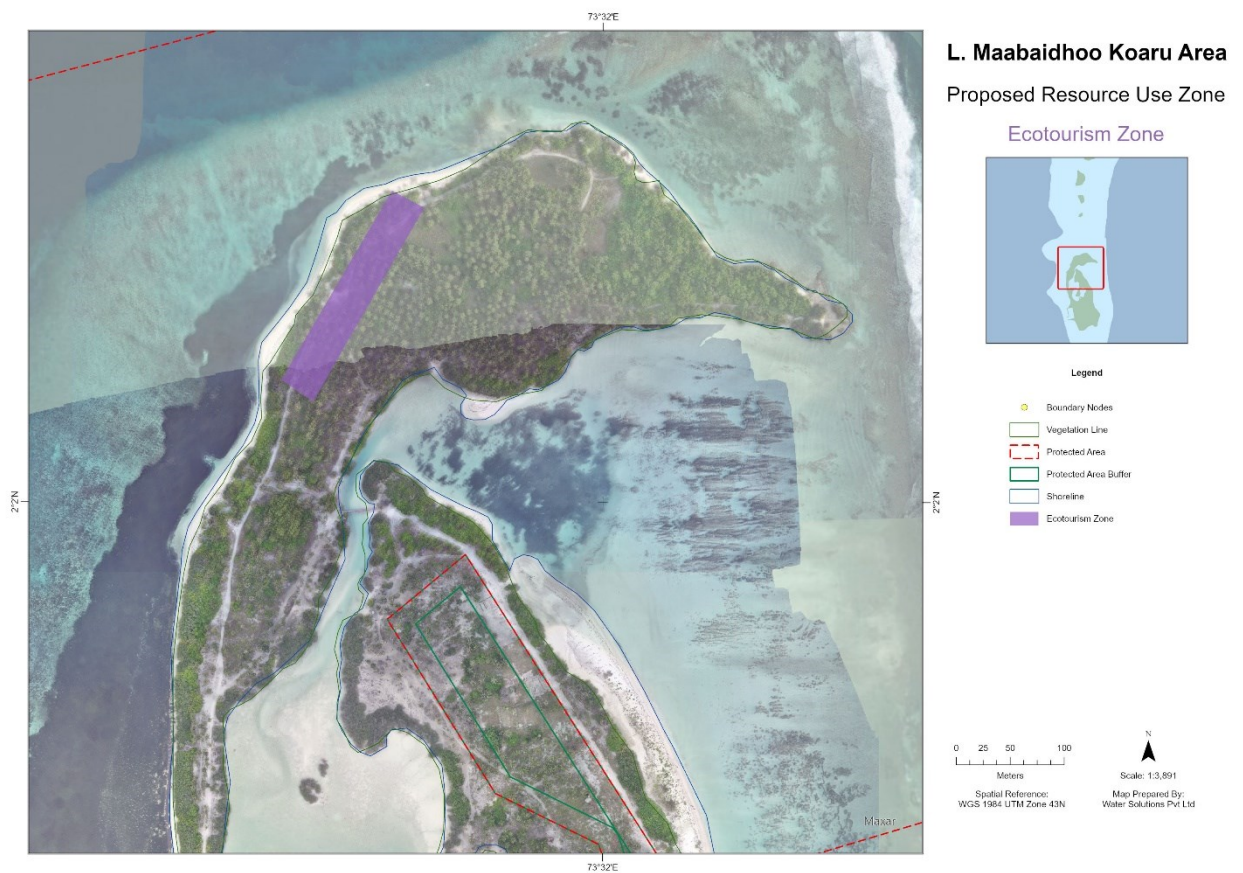 73°32'E
L. Maabaidhoo Koaru Area
Proposed Resource Use Zone
Ecotourism Zone
Legend
Boundary Nodes
Vegetation Line
Protected Area
Protected Area Buffer
Shoreline
Ecotourism Zone
2°2'N
2°2'N
0 25 50 100
Meters
Spatial Reference:
WGS 1984 UTM Zone 43N
N
Scale: 1:3,891
Map Prepared By:
Water Solutions Pvt Ltd
Maxar
73°32'E